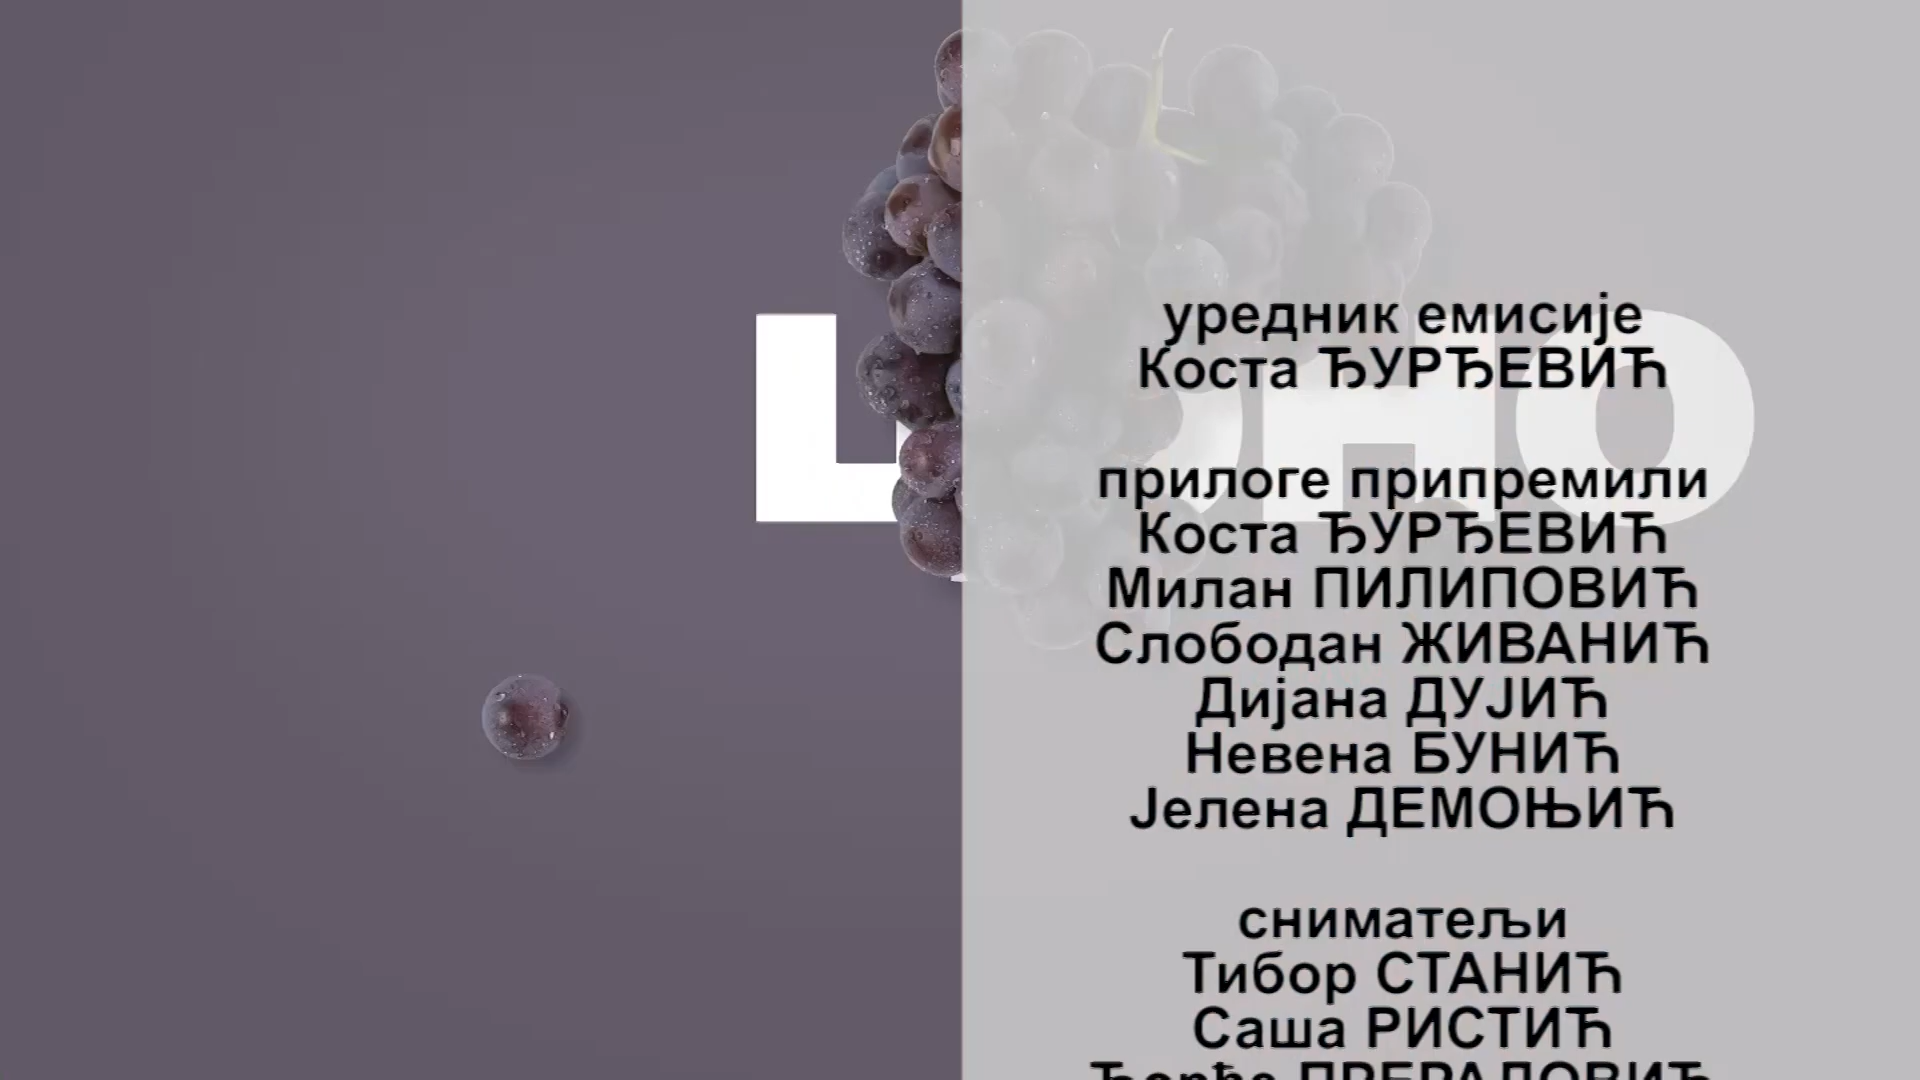 уредник емисије
Коста ЂУРЂЕВИЋ
прилоге припремили
Коста ЂУРЂЕВИЋ
Милан ПИЛИПОВИЋ
Слободан ЖИВАНИЋ
Дијана ДУЈИЋ
Невена БУНИЋ
Јелена ДЕМОЊИЋ
сниматељи
Тибор СТАНИЋ
Саша РИСТИЋ